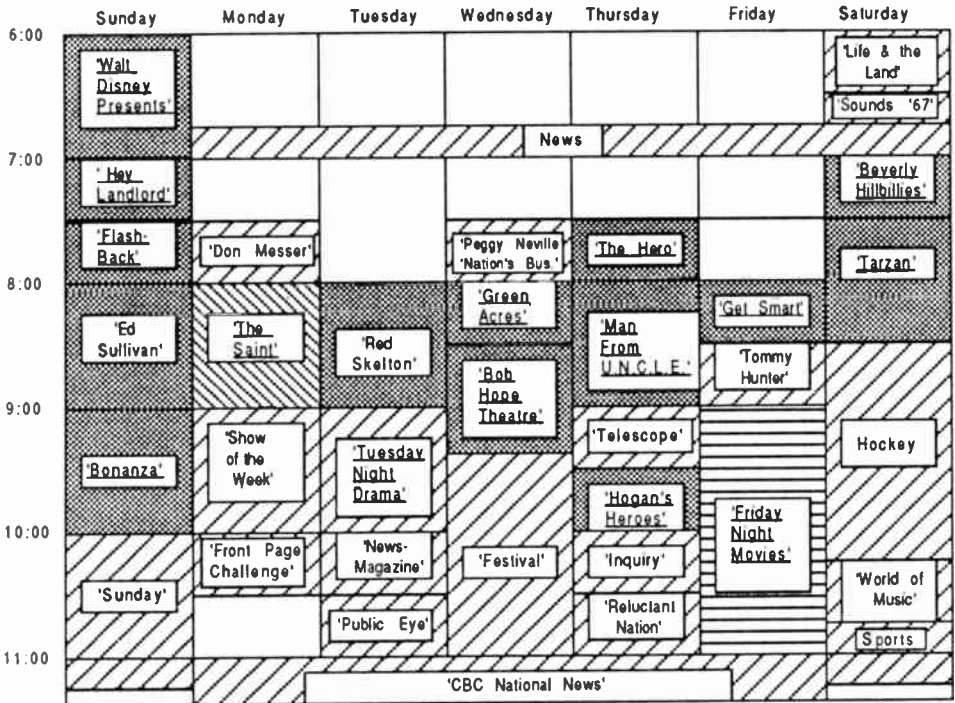 Sunday Monday Tuesday Wednesday Thursday Friday Saturday
6:00
'Walt
Disney
Presents'
'Life & the
Land'
'Sounds '67'
News
7:00
'Hey
Landlord'
'Beverly
Hillbillies'
'Flash-
Back'
'Don Messer'
'Peggy Neville
'Nation's Bus.'
'The Hero'
'Tarzan'
8:00
'Ed
Sullivan'
'The
Saint'
'Red
Skelton'
'Green
Acres'
'Bob
Hope
Theatre'
'Man
From
U.N.C.L.E.'
'Get Smart'
'Tommy
Hunter'
9:00
'Bonanza'
'Show
of the
Week'
'Tuesday
Night
Drama'
'Telescope'
'Hogan's
Heroes'
Hockey
10:00
'Sunday'
'Front Page
Challenge'
'News-
Magazine'
'Public Eye'
'Festival'
'Inquiry'
'Reluctant
Nation'
'Friday
Night
Movies'
'World of
Music'
Sports
11:00
'CBC National News'